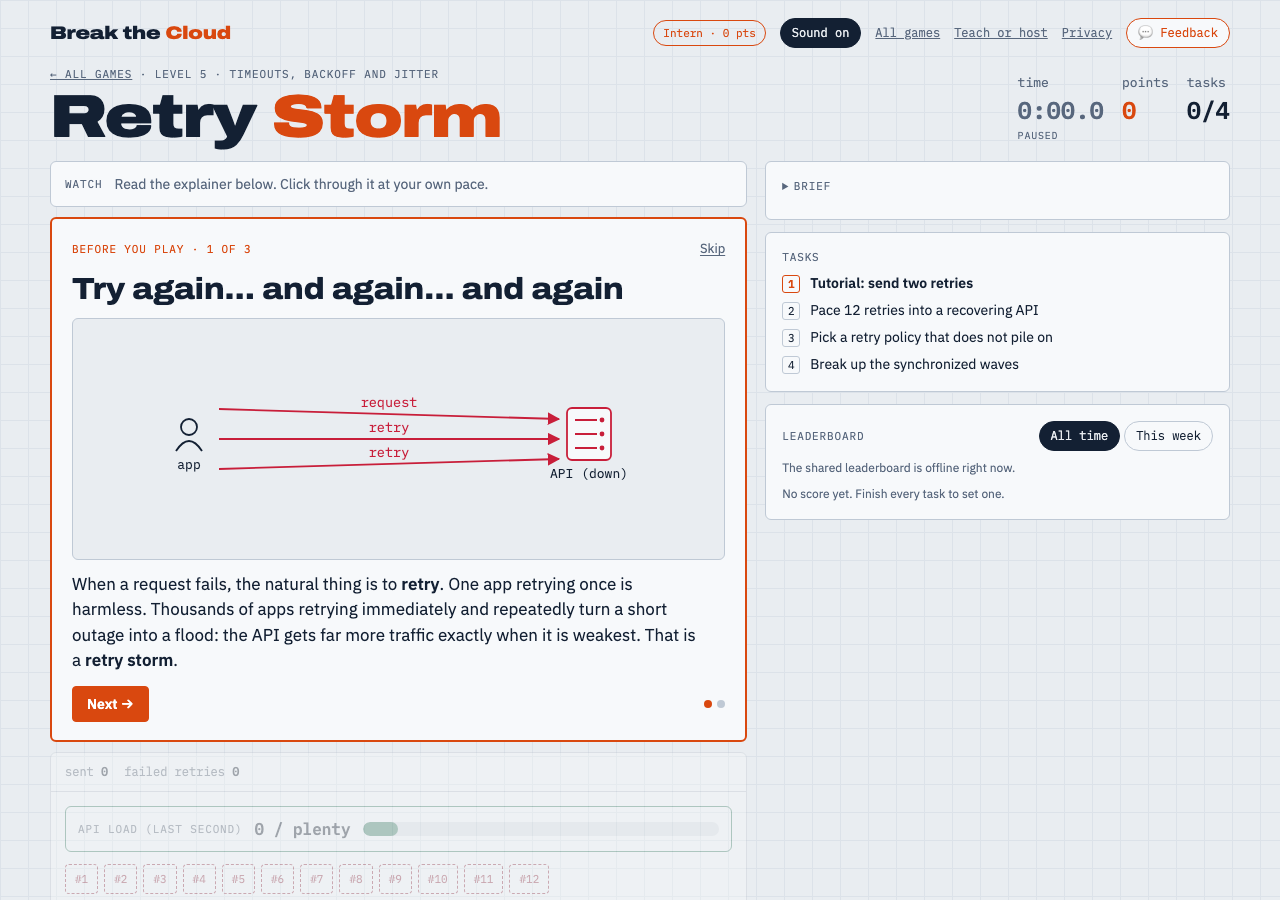 Break the Cloud
Intern · 0 pts
Sound on
All games
Teach or host
Privacy
💬 Feedback
← ALL GAMES · LEVEL 5 · TIMEOUTS, BACKOFF AND JITTER
Retry Storm
time
points
tasks
0:00.0
0
0/4
PAUSED
WATCH Read the explainer below. Click through it at your own pace.
BEFORE YOU PLAY · 1 OF 3
Skip
Try again... and again... and again
request
retry
retry
app
API (down)
When a request fails, the natural thing is to retry. One app retrying once is
harmless. Thousands of apps retrying immediately and repeatedly turn a short
outage into a flood: the API gets far more traffic exactly when it is weakest. That is
a retry storm.
Next →
sent 0 failed retries 0
API LOAD (LAST SECOND) 0 / plenty
#1 #2 #3 #4 #5 #6 #7 #8 #9 #10 #11 #12
▶ BRIEF
TASKS
1 Tutorial: send two retries
2 Pace 12 retries into a recovering API
3 Pick a retry policy that does not pile on
4 Break up the synchronized waves
LEADERBOARD
All time
This week
The shared leaderboard is offline right now.
No score yet. Finish every task to set one.